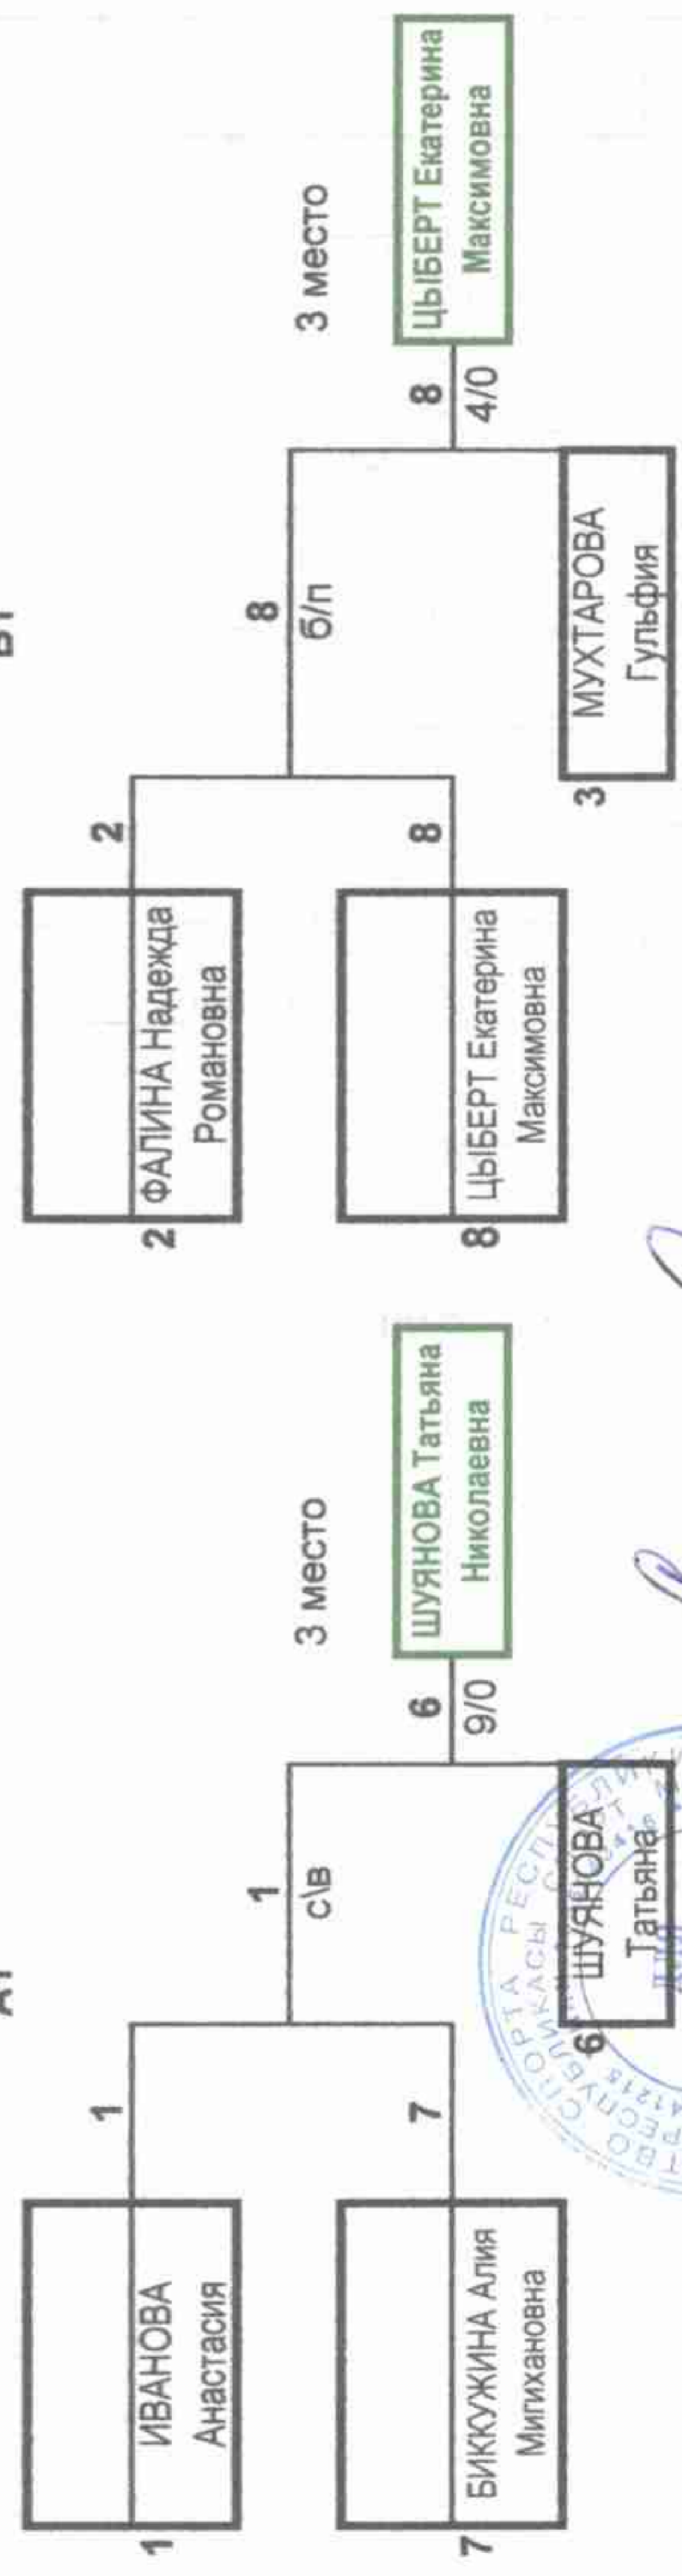 1
ИВАНОВА
Анастасия
1
7
БИККУЖИНА Алия
Мигихановна
7
1
с\в
6
ШУЯНОВА
Татьяна
6
9/0
3 место
ШУЯНОВА Татьяна
Николаевна
2
ФАЛИНА Надежда
Романовна
2
8
ЦЫБЕРТ Екатерина
Максимовна
8
8
б/п
3
МУХТАРОВА
Гульфия
8
4/0
3 место
ЦЫБЕРТ Екатерина
Максимовна